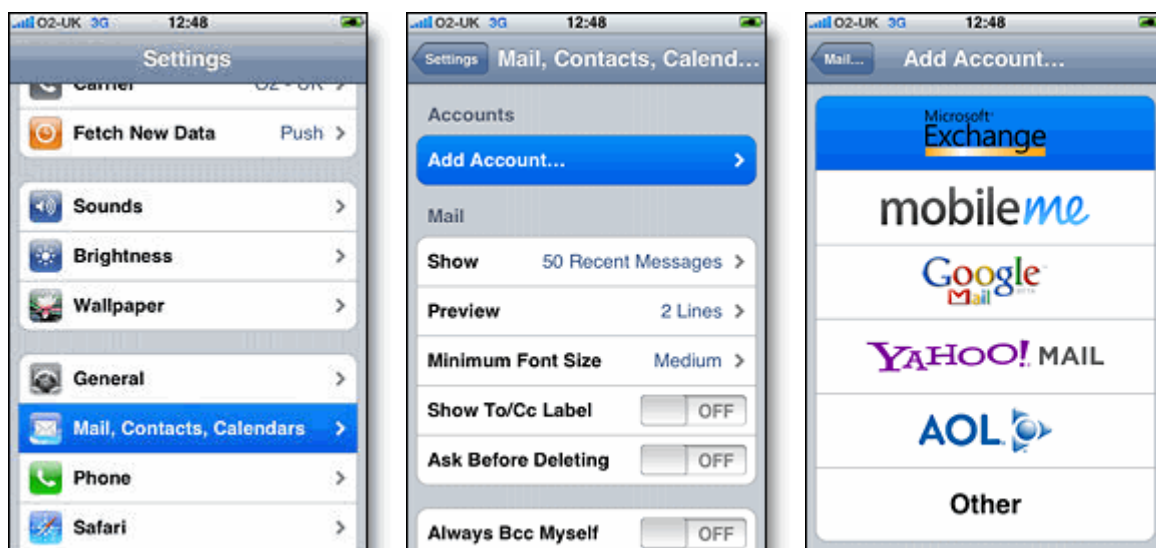 O2-UK 3G 12:48
Settings
Carrier O2 - UK
Fetch New Data Push
Sounds
Brightness
Wallpaper
General
Mail, Contacts, Calendars
Phone
Safari
O2-UK 3G 12:48
Settings Mail, Contacts, Calend...
Accounts
Add Account...
Mail
Show 50 Recent Messages
Preview 2 Lines
Minimum Font Size Medium
Show To/Cc Label OFF
Ask Before Deleting OFF
Always Bcc Myself OFF
O2-UK 3G 12:48
Mail... Add Account...
Microsoft
Exchange
mobileme
Google
Mail
YAHOO! MAIL
AOL
Other